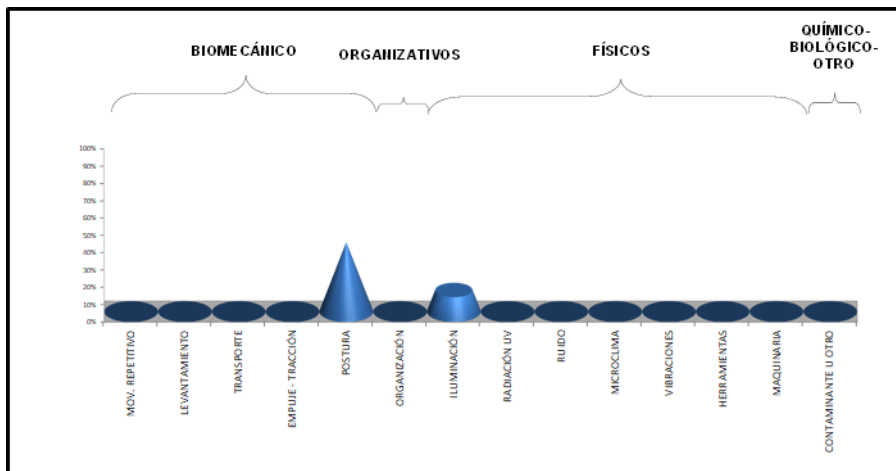 BIOMECÁNICO
ORGANIZATIVOS
FÍSICOS
QUÍMICO-
BIOLÓGICO-
OTRO
100%
90%
80%
70%
60%
50%
40%
30%
20%
10%
0%
MOV. REPETITIVO
LEVANTAMIENTO
TRANSPORTE
EMPUJE - TRACCIÓN
POSTURA
ORGANIZACIÓN
ILUMINACIÓN
RADIACIÓN UV
RUIDO
MICROCLIMA
VIBRACIONES
HERRAMIENTAS
MAQUINARIA
CONTAMINANTE U OTRO